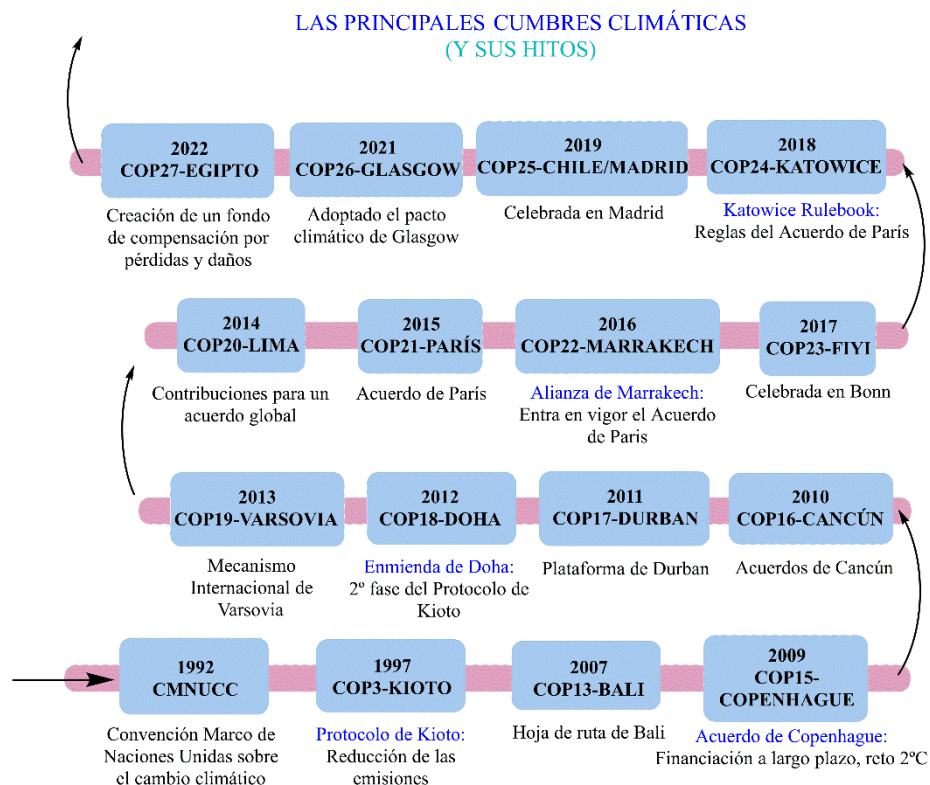 LAS PRINCIPALES CUMBRES CLIMÁTICAS
(Y SUS HITOS)
2022
COP27-EGIPTO
Creación de un fondo
de compensación por
pérdidas y daños
2021
COP26-GLASGOW
Adoptado el pacto
climático de Glasgow
2019
COP25-CHILE/MADRID
Celebrada en Madrid
2018
COP24-KATOWICE
Katowice Rulebook:
Reglas del Acuerdo de París
2014
COP20-LIMA
Contribuciones para un
acuerdo global
2015
COP21-PARÍS
Acuerdo de París
2016
COP22-MARRAKECH
Alianza de Marrakech:
Entra en vigor el Acuerdo
de Paris
2017
COP23-FIYI
Celebrada en Bonn
2013
COP19-VARSOVIA
Mecanismo
Internacional de
Varsovia
2012
COP18-DOHA
Enmienda de Doha:
2º fase del Protocolo de
Kioto
2011
COP17-DURBAN
Plataforma de Durban
2010
COP16-CANCÚN
Acuerdos de Cancún
1992
CMNUCC
Convención Marco de
Naciones Unidas sobre
el cambio climático
1997
COP3-KIOTO
Protocolo de Kioto:
Reducción de las
emisiones
2007
COP13-BALI
Hoja de ruta de Bali
2009
COP15-
COPENHAGUE
Acuerdo de Copenhague:
Financiación a largo plazo, reto 2ºC